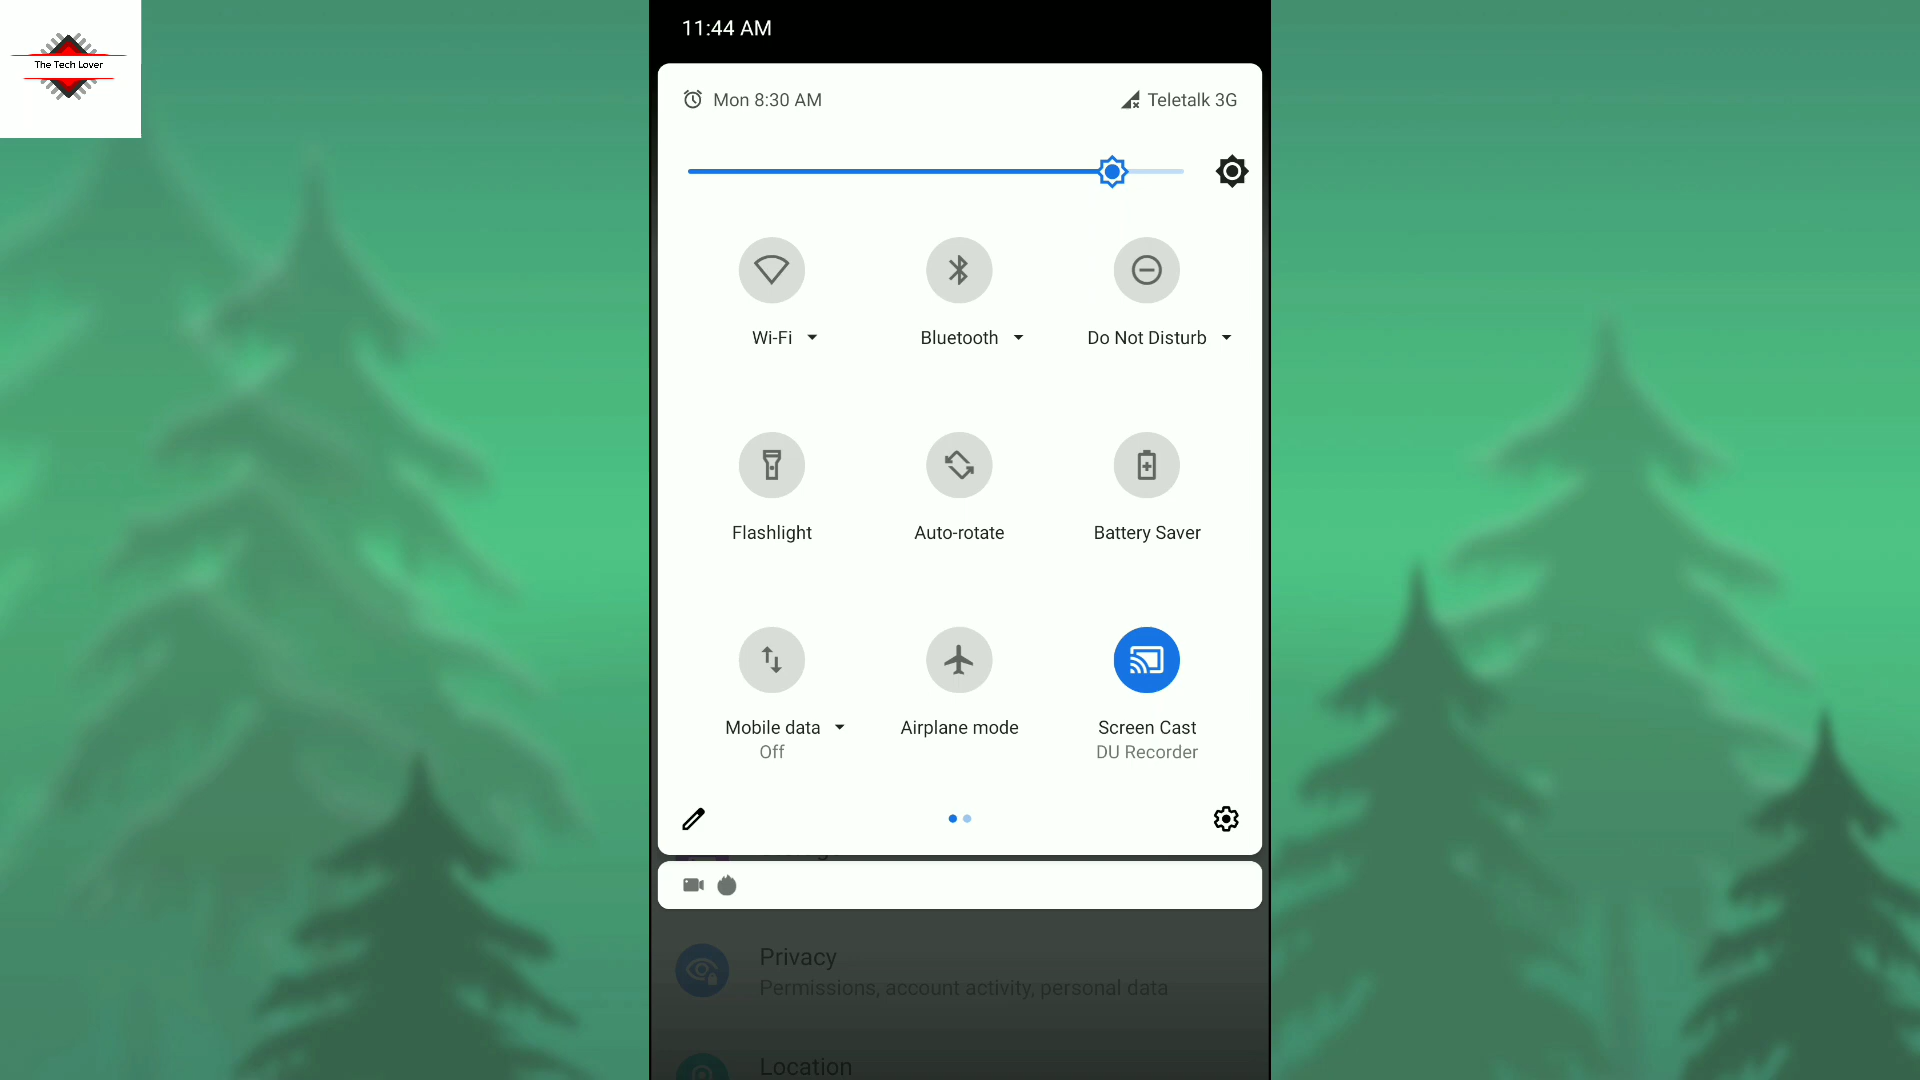 The Tech Lover
11:44 AM
Mon 8:30 AM
Teletalk 3G
Wi-Fi
Bluetooth
Do Not Disturb
Flashlight
Auto-rotate
Battery Saver
Mobile data
Off
Airplane mode
Screen Cast
DU Recorder
Privacy
Permissions, account activity, personal data
Location